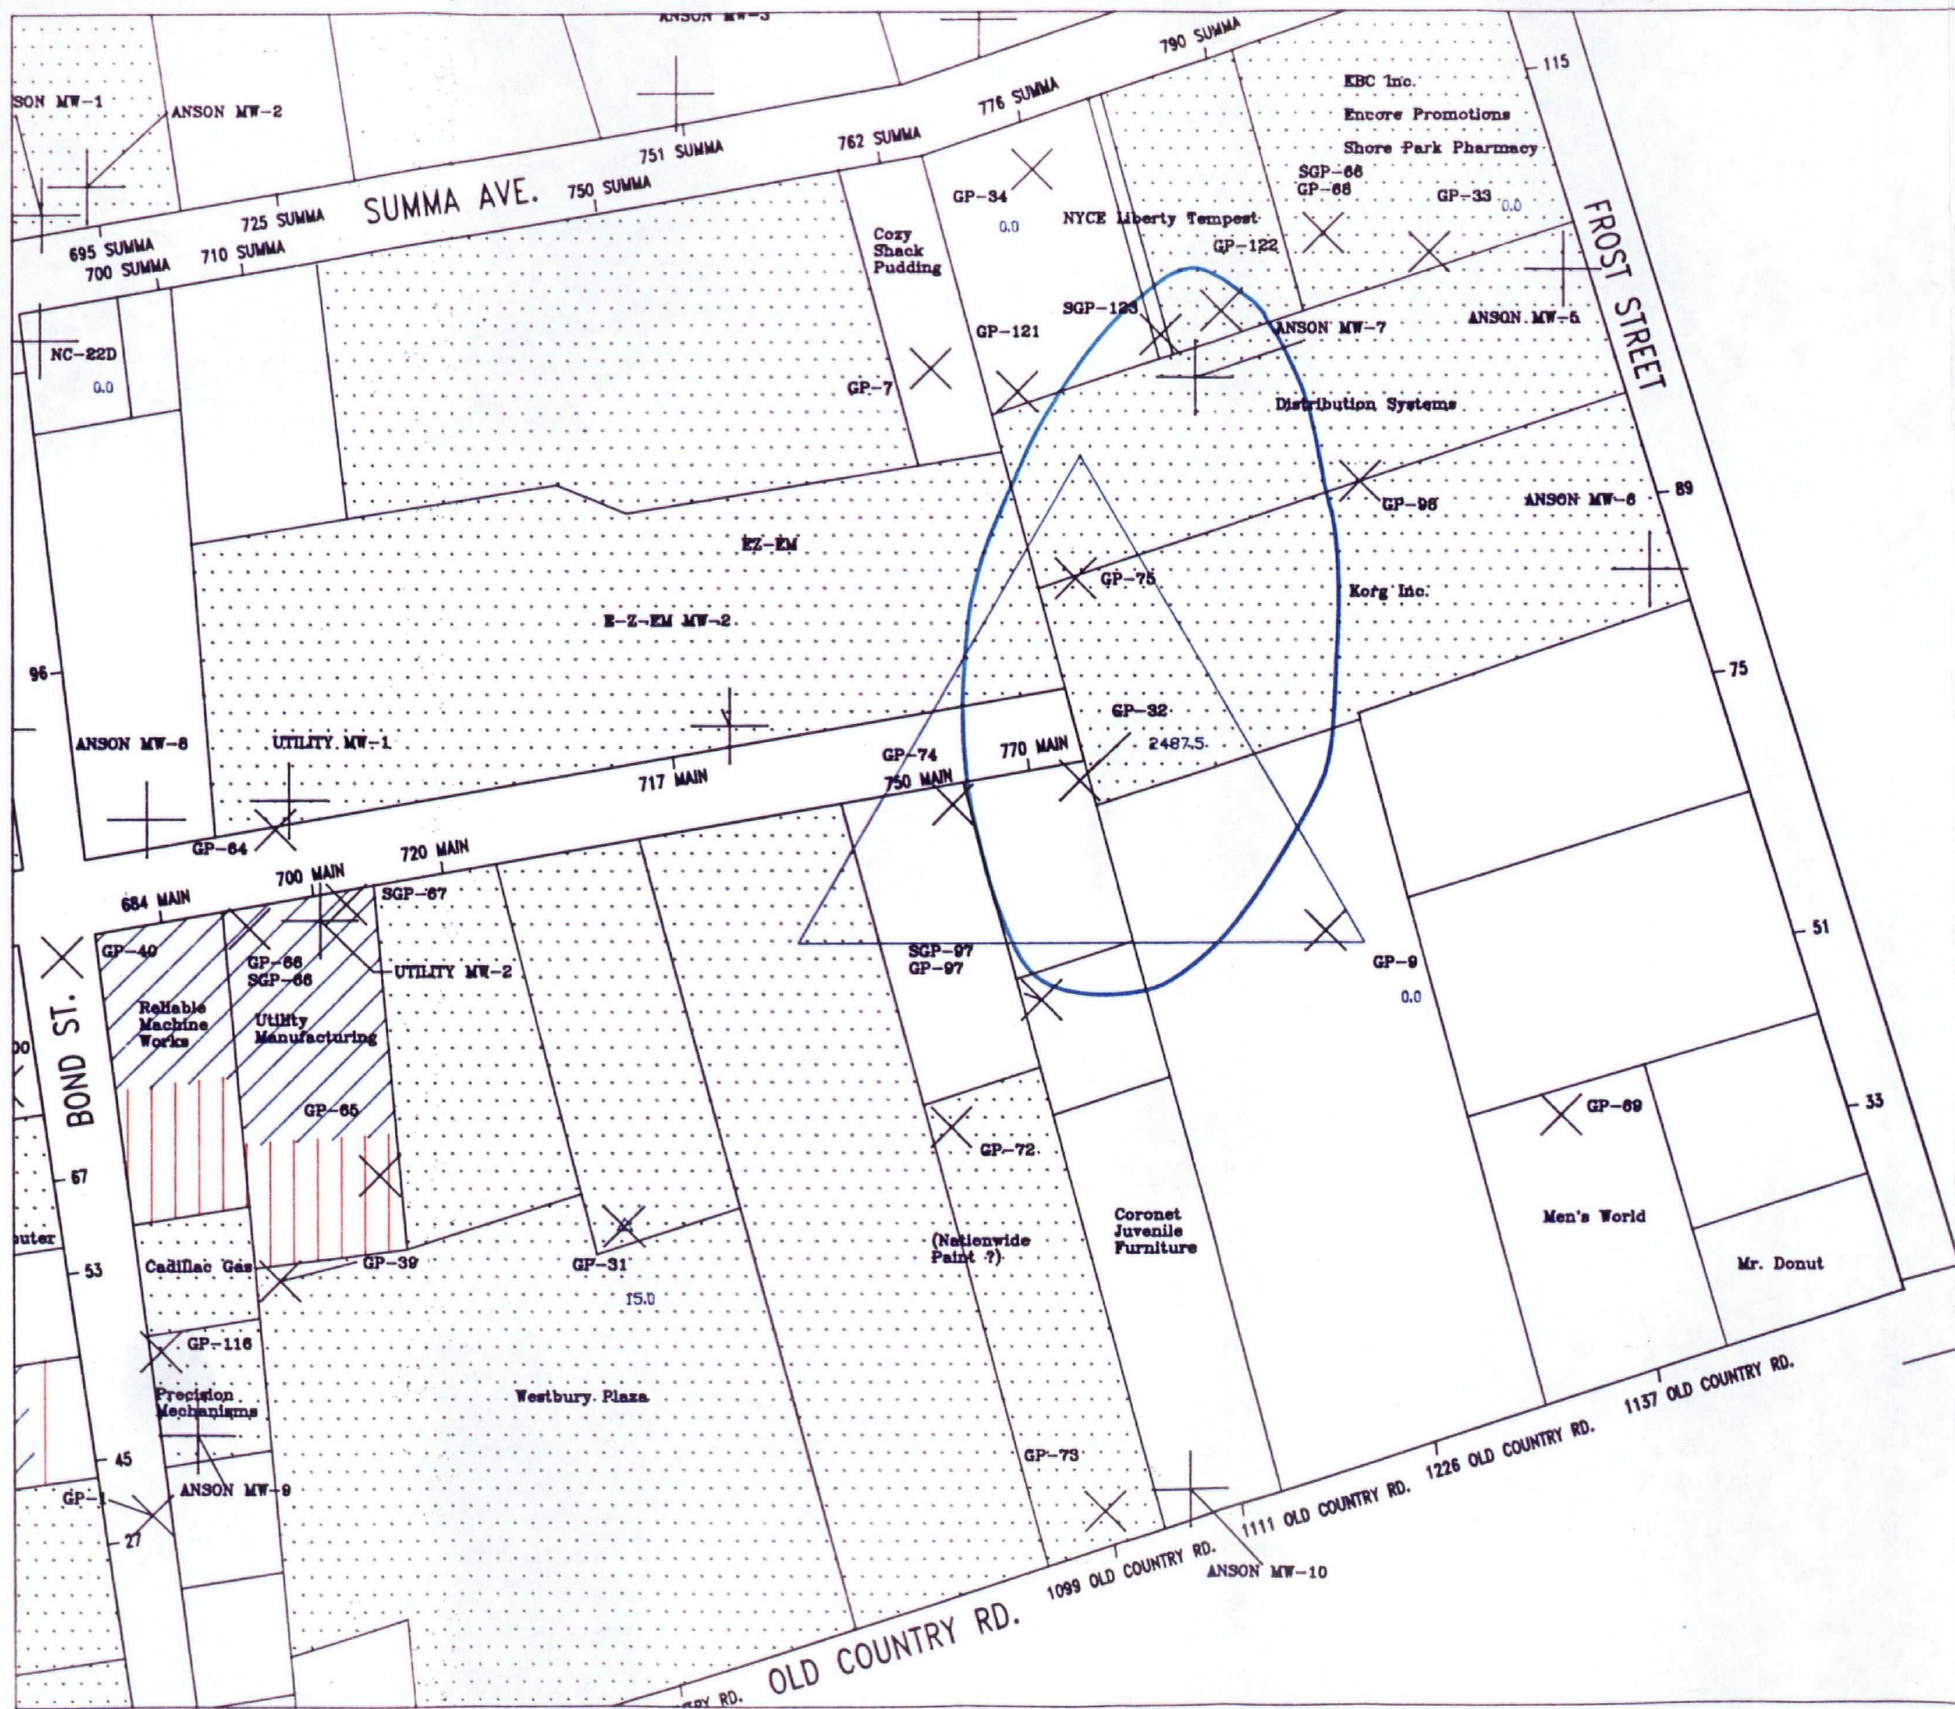 ANSON MW-3
790 SUMMA
115
SON MW-1
ANSON MW-2
KBC Inc.
Encore Promotions
Shore Park Pharmacy
776 SUMMA
762 SUMMA
751 SUMMA
750 SUMMA
SUMMA AVE.
725 SUMMA
695 SUMMA
700 SUMMA
710 SUMMA
GP-34
0.0
NYCE Liberty Tempest
GP-122
SGP-68
GP-68
GP-33
0.0
FROST STREET
Cozy
Shack
Pudding
SGP-123
GP-121
ANSON MW-7
ANSON MW-5
NC-22D
0.0
GP-7
Distribution Systems
GP-98
ANSON MW-6
89
EZ-EM
E-Z-EM MW-2
GP-75
Korg Inc.
96
75
ANSON MW-8
UTILITY MW-1
GP-32
2487.5
GP-74
770 MAIN
750 MAIN
717 MAIN
GP-64
720 MAIN
700 MAIN
684 MAIN
SGP-67
GP-40
GP-66
SGP-66
UTILITY MW-2
SGP-97
GP-97
GP-9
0.0
51
BOND ST.
Reliable
Machine
Works
Utility
Manufacturing
GP-65
GP-69
33
GP-72
67
Coronet
Juvenile
Furniture
Men's World
(Nationwide
Paint ?)
Mr. Donut
uter
53
Cadillac Gas
GP-39
GP-31
15.0
GP-116
Precision
Mechanisms
Westbury Plaza
45
GP-1
ANSON MW-9
27
GP-73
1137 OLD COUNTRY RD.
1226 OLD COUNTRY RD.
1111 OLD COUNTRY RD.
1099 OLD COUNTRY RD.
ANSON MW-10
OLD COUNTRY RD.
TRY RD.